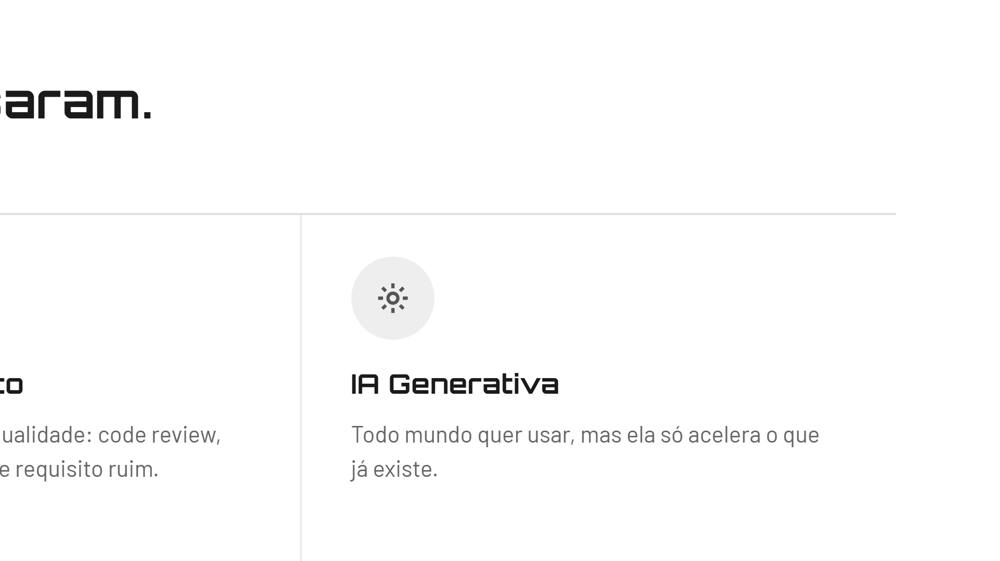 aram.
to
ualidade: code review,
e requisito ruim.
IA Generativa
Todo mundo quer usar, mas ela só acelera o que
já existe.